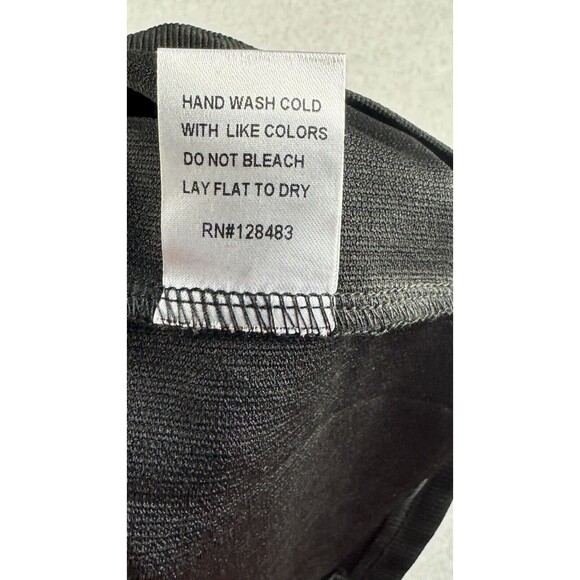 HAND WASH COLD
WITH LIKE COLORS
DO NOT BLEACH
LAY FLAT TO DRY
RN#128483